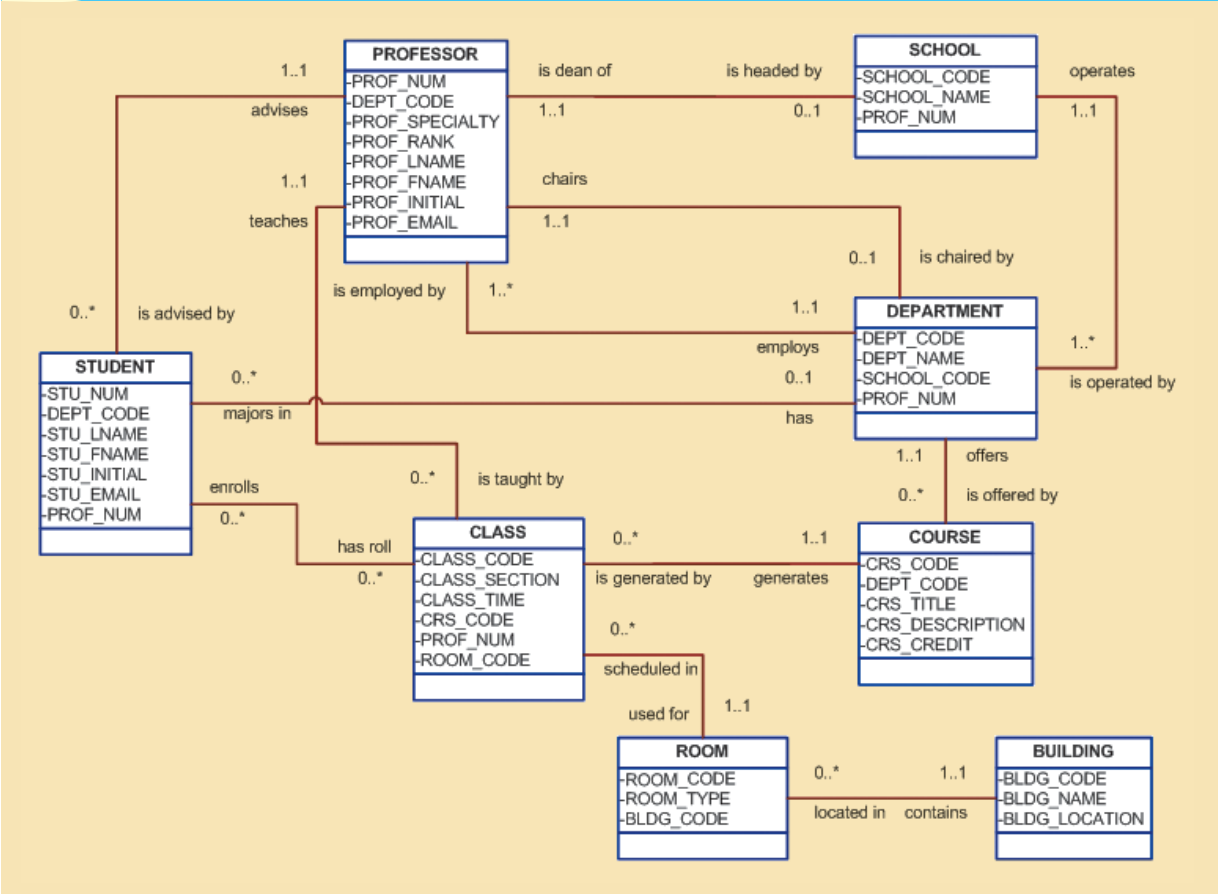 PROFESSOR
-PROF_NUM
-DEPT_CODE
-PROF_SPECIALTY
-PROF_RANK
-PROF_LNAME
-PROF_FNAME
-PROF_INITIAL
-PROF_EMAIL
SCHOOL
-SCHOOL_CODE
-SCHOOL_NAME
-PROF_NUM
1..1
advises
is dean of
1..1
is headed by
0..1
operates
1..1
1..1
teaches
chairs
1..1
0..1
is chaired by
is employed by
1..*
1..1
employs
0..*
is advised by
DEPARTMENT
-DEPT_CODE
-DEPT_NAME
-SCHOOL_CODE
-PROF_NUM
1..*
is operated by
STUDENT
-STU_NUM
-DEPT_CODE
-STU_LNAME
-STU_FNAME
-STU_INITIAL
-STU_EMAIL
-PROF_NUM
0..*
majors in
0..1
has
1..1
offers
0..*
is offered by
enrolls
0..*
0..*
is taught by
has roll
0..*
CLASS
-CLASS_CODE
-CLASS_SECTION
-CLASS_TIME
-CRS_CODE
-PROF_NUM
-ROOM_CODE
0..*
is generated by
1..1
generates
COURSE
-CRS_CODE
-DEPT_CODE
-CRS_TITLE
-CRS_DESCRIPTION
-CRS_CREDIT
0..*
scheduled in
used for
1..1
ROOM
-ROOM_CODE
-ROOM_TYPE
-BLDG_CODE
0..*
located in
1..1
contains
BUILDING
-BLDG_CODE
-BLDG_NAME
-BLDG_LOCATION